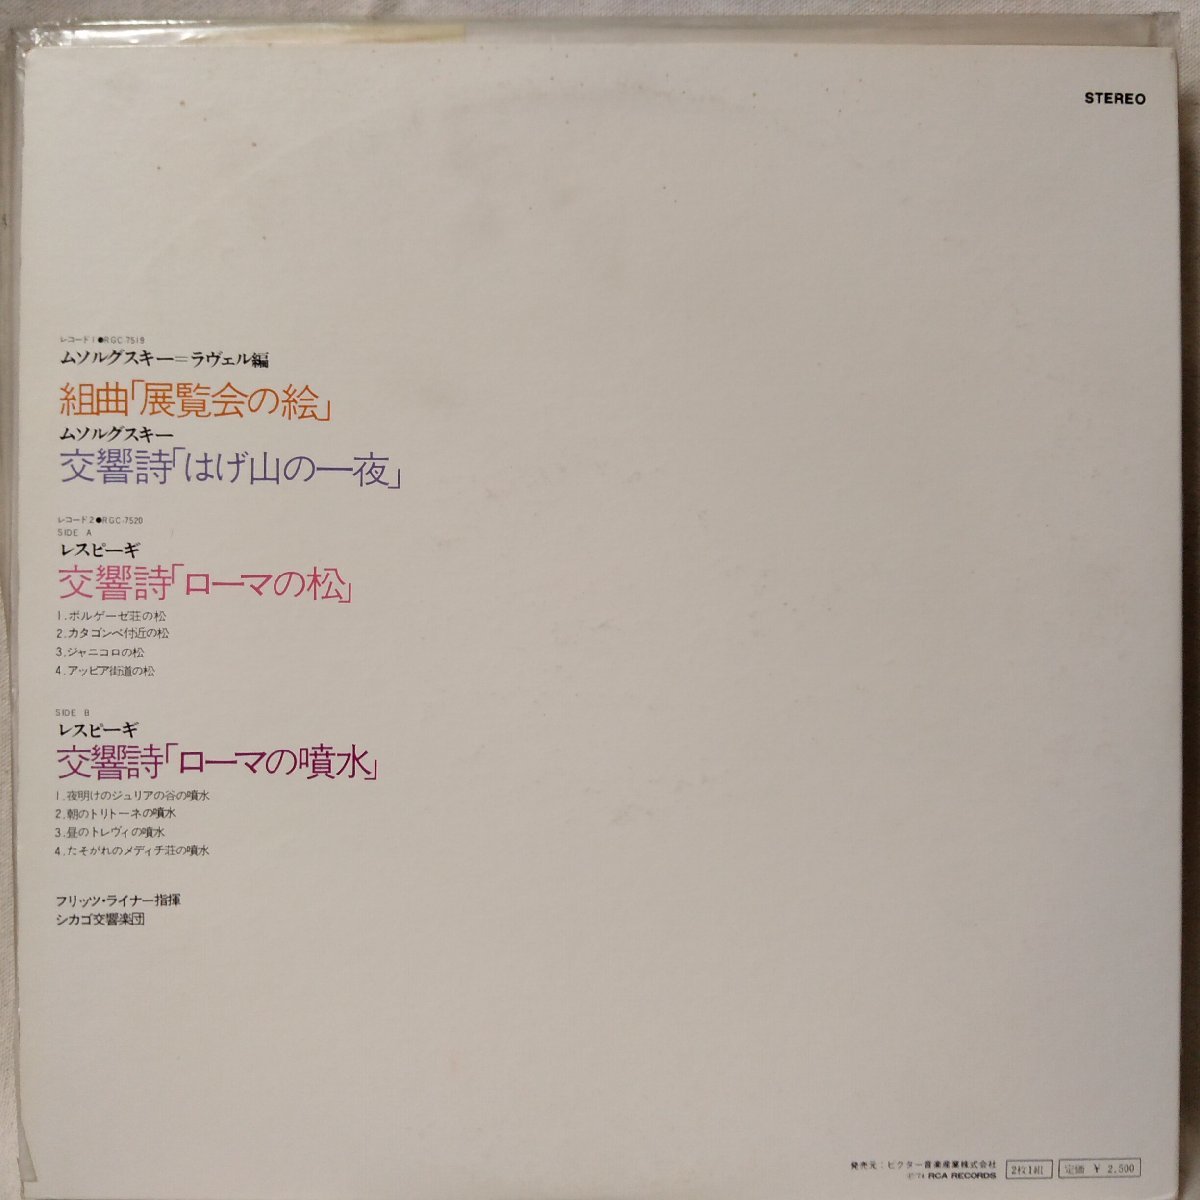 STEREO
レコード1●RGC-7519
ムソルグスキー=ラヴェル編
組曲「展覧会の絵」
ムソルグスキー
交響詩「はげ山の一夜」
レコード2●RGC-7520
SIDE A
レスピーギ
交響詩「ローマの松」
1.ボルゲーゼ荘の松
2.カタコンベ付近の松
3.ジャニコロの松
4.アッピア街道の松
SIDE B
レスピーギ
交響詩「ローマの噴水」
1.夜明けのジュリアの谷の噴水
2.朝のトリトーネの噴水
3.昼のトレヴィの噴水
4.たそがれのメディチ荘の噴水
フリッツ・ライナー指揮
シカゴ交響楽団
発売元:ビクター音楽産業株式会社
Ⓟ'74 RCA RECORDS
2枚1組
定価 ¥ 2,500